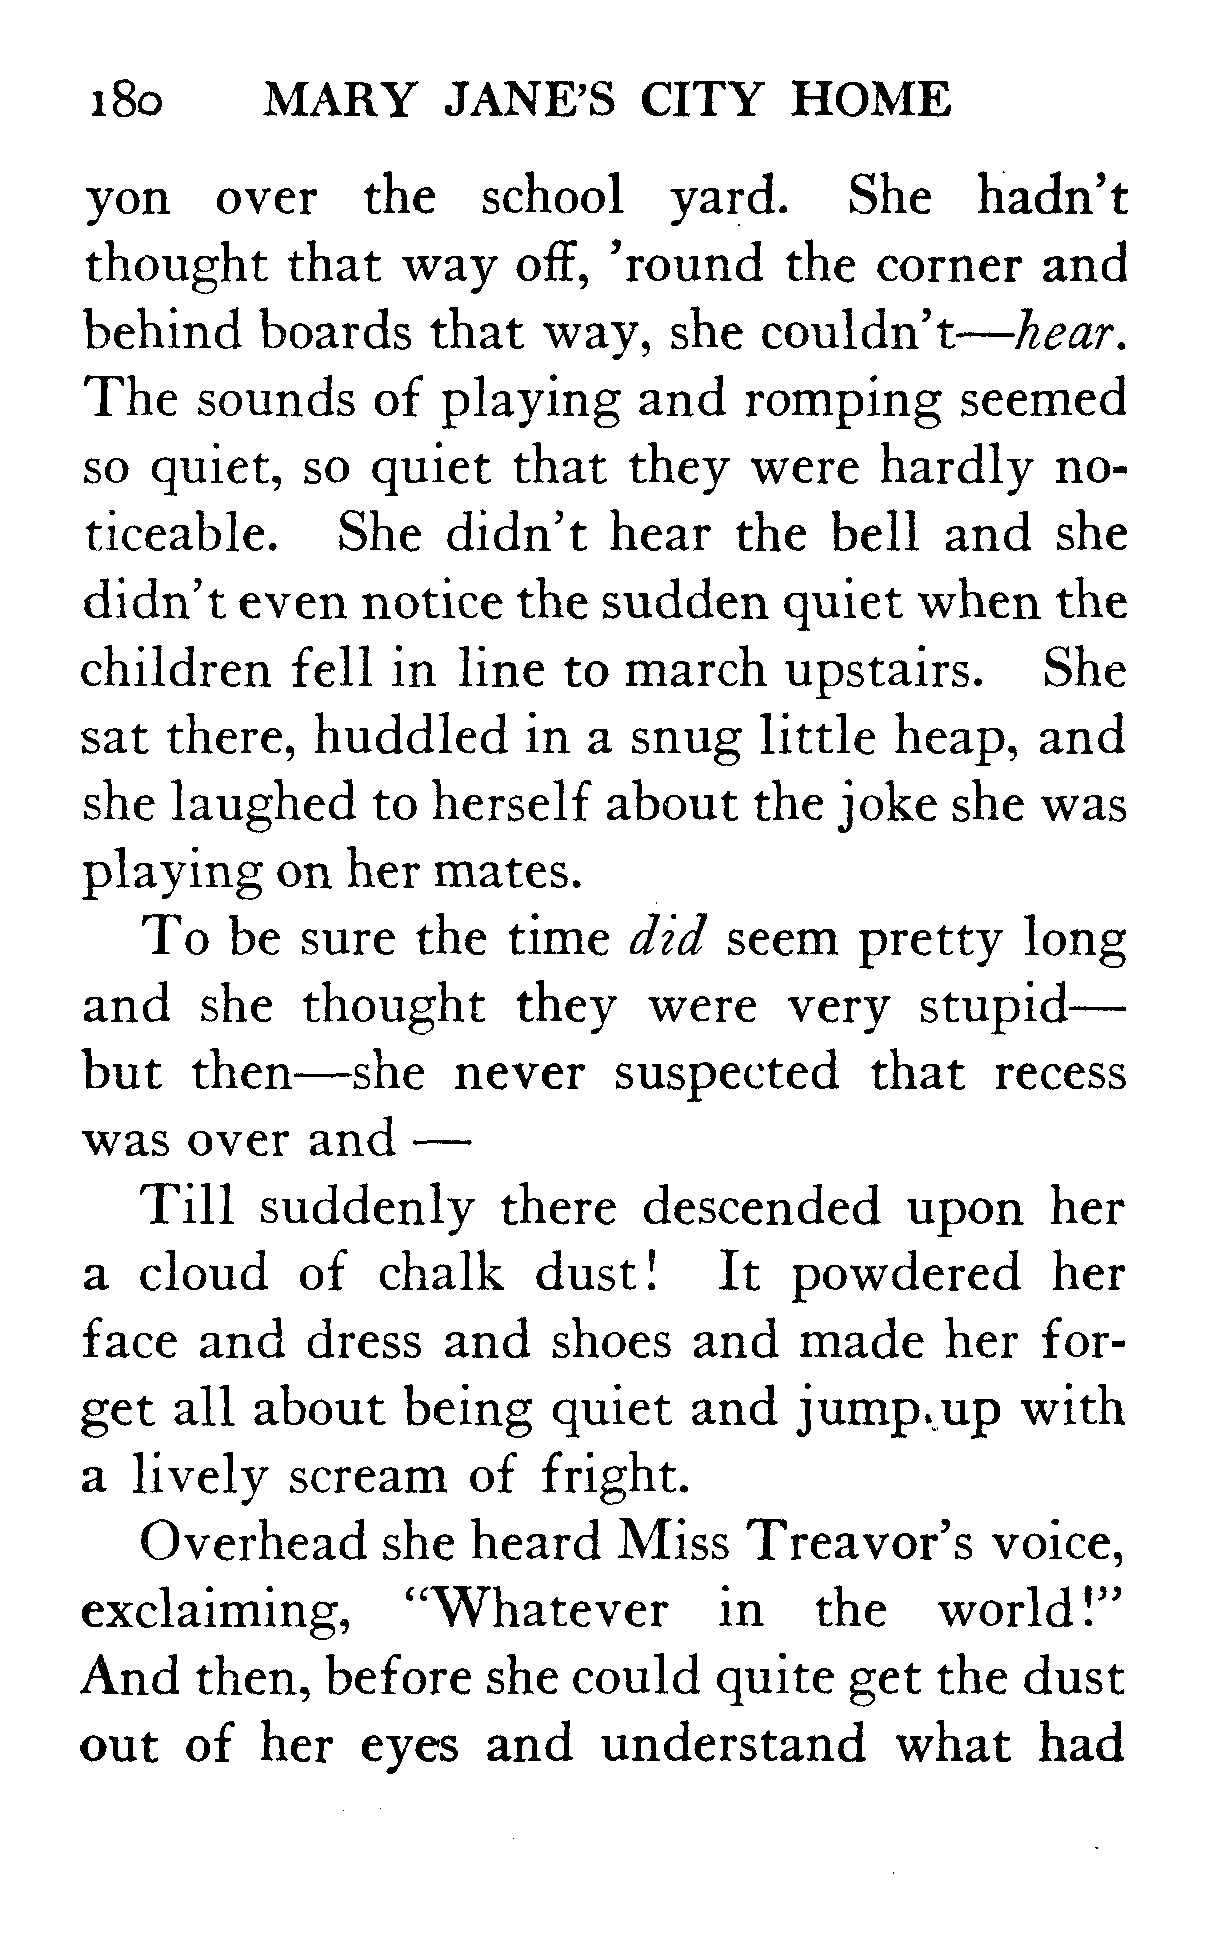 180 MARY JANE'S CITY HOME
yon over the school yard. She hadn't
thought that way off, 'round the corner and
behind boards that way, she couldn't—hear.
The sounds of playing and romping seemed
so quiet, so quiet that they were hardly no-
ticeable. She didn't hear the bell and she
didn't even notice the sudden quiet when the
children fell in line to march upstairs. She
sat there, huddled in a snug little heap, and
she laughed to herself about the joke she was
playing on her mates.
To be sure the time did seem pretty long
and she thought they were very stupid—
but then—she never suspected that recess
was over and —
Till suddenly there descended upon her
a cloud of chalk dust! It powdered her
face and dress and shoes and made her for-
get all about being quiet and jump up with
a lively scream of fright.
Overhead she heard Miss Treavor's voice,
exclaiming, "Whatever in the world!"
And then, before she could quite get the dust
out of her eyes and understand what had